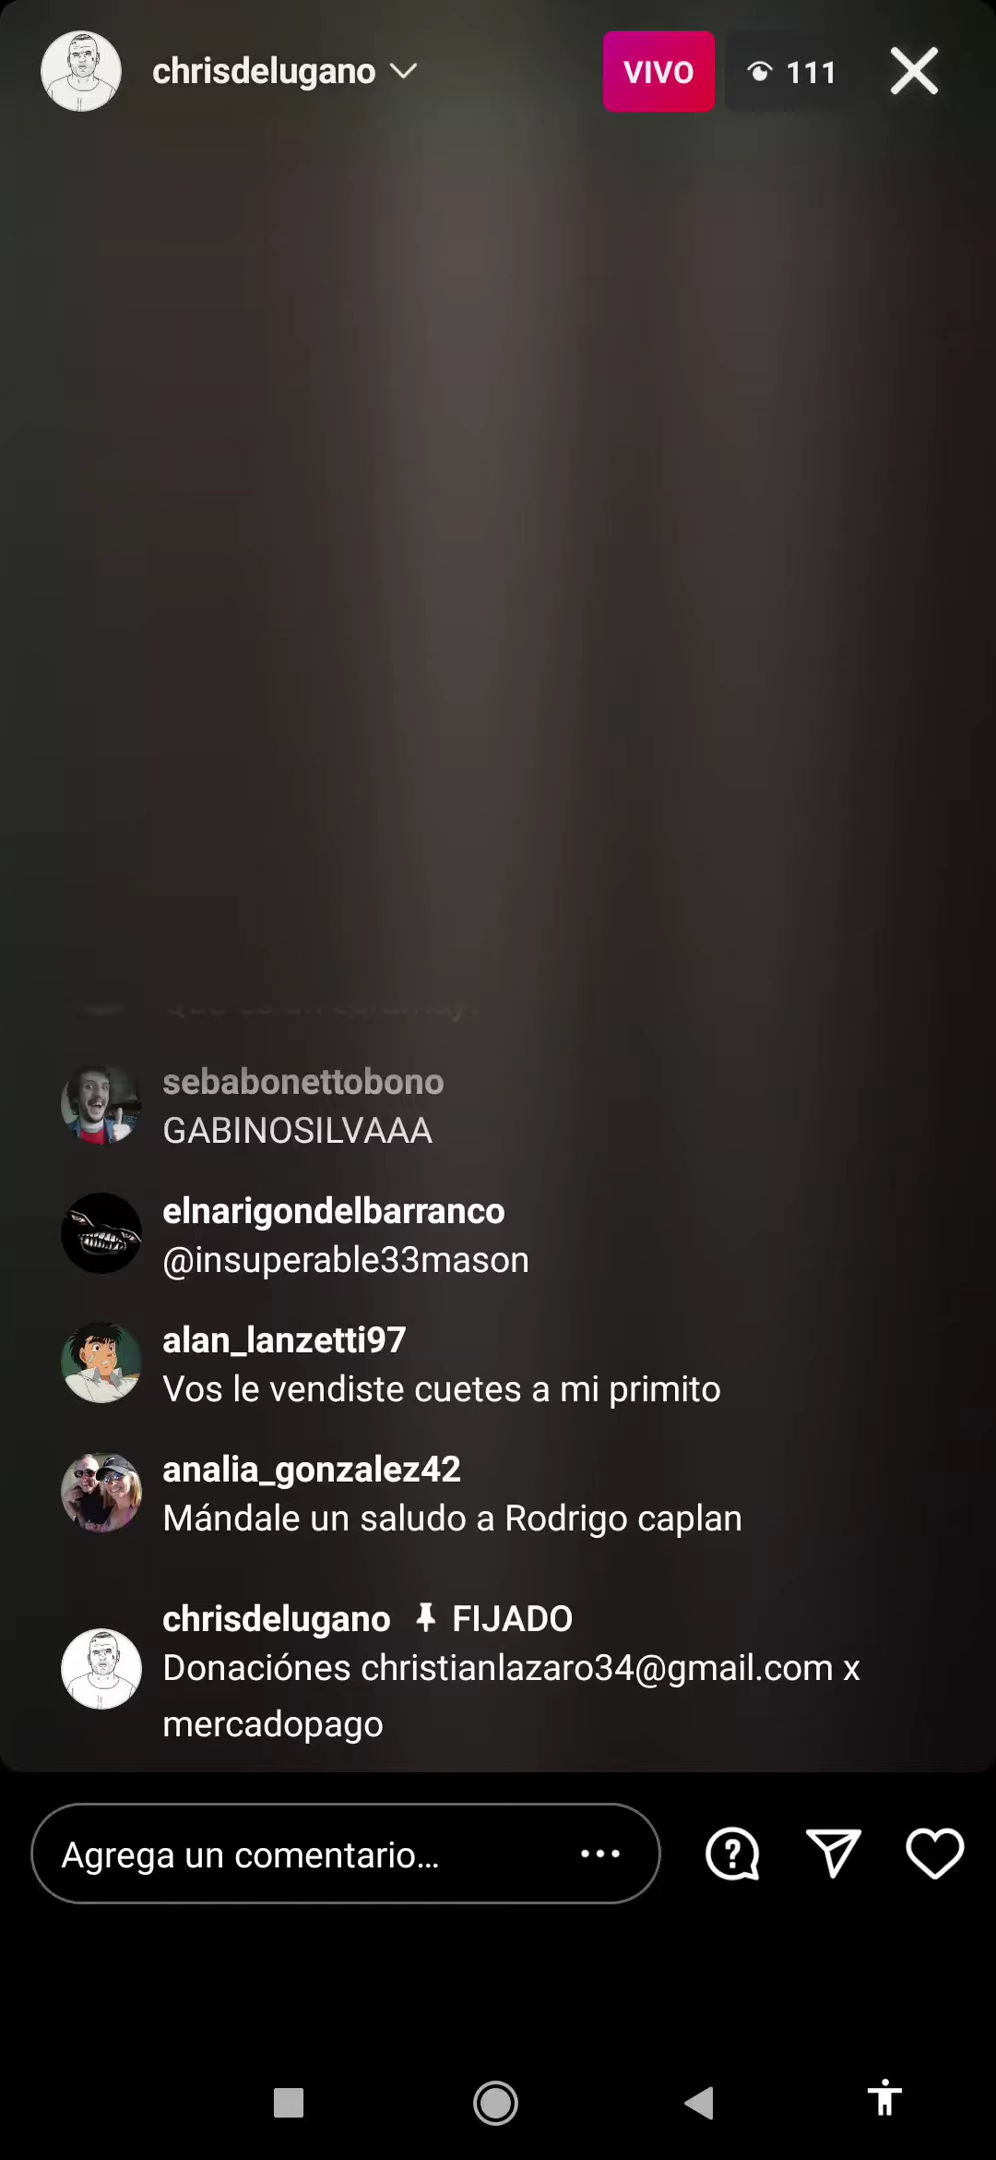 chrisdelugano
VIVO
111
sebabonettobono
GABINOSILVAAA
elnarigondelbarranco
@insuperable33mason
alan_lanzetti97
Vos le vendiste cuetes a mi primito
analia_gonzalez42
Mándale un saludo a Rodrigo caplan
chrisdelugano FIJADO
Donaciónes christianlazaro34@gmail.com x
mercadopago
Agrega un comentario...